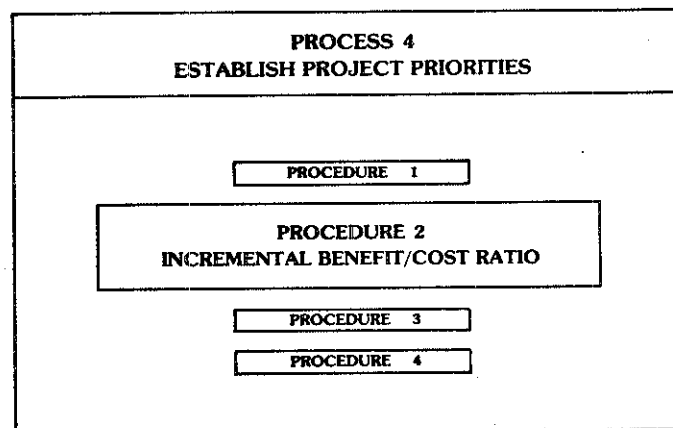 PROCESS 4
ESTABLISH PROJECT PRIORITIES
PROCEDURE 1
PROCEDURE 2
INCREMENTAL BENEFIT/COST RATIO
PROCEDURE 3
PROCEDURE 4